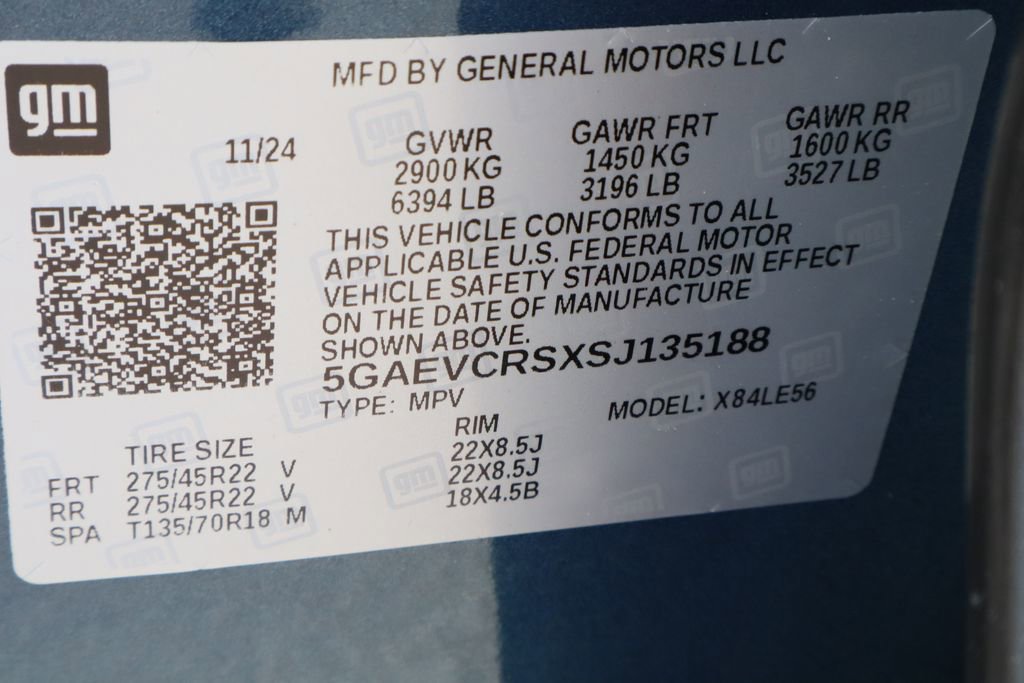 gm
MFD BY GENERAL MOTORS LLC
11/24
GVWR
2900 KG
6394 LB
GAWR FRT
1450 KG
3196 LB
GAWR RR
1600 KG
3527 LB
THIS VEHICLE CONFORMS TO ALL
APPLICABLE U.S. FEDERAL MOTOR
VEHICLE SAFETY STANDARDS IN EFFECT
ON THE DATE OF MANUFACTURE
SHOWN ABOVE.
5GAEVCRSXSJ135188
TYPE: MPV
MODEL: X84LE56
TIRE SIZE
RIM
FRT 275/45R22 V 22X8.5J
RR 275/45R22 V 22X8.5J
SPA T135/70R18 M 18X4.5B